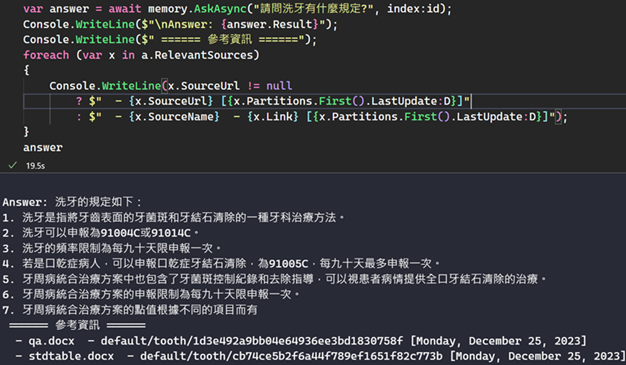 var answer = await memory.AskAsync("請問洗牙有什麼規定?", index:id);
Console.WriteLine($"\nAnswer: {answer.Result}");
Console.WriteLine($" ====== 參考資訊 ======");
foreach (var x in a.RelevantSources)
{
    Console.WriteLine(x.SourceUrl != null
        ? $"  - {x.SourceUrl} [{x.Partitions.First().LastUpdate:D}]"
        : $"  - {x.SourceName}  - {x.Link} [{x.Partitions.First().LastUpdate:D}]");
}
answer
19.5s
Answer: 洗牙的規定如下：
1. 洗牙是指將牙齒表面的牙菌斑和牙結石清除的一種牙科治療方法。
2. 洗牙可以申報為91004C或91014C。
3. 洗牙的頻率限制為每九十天限申報一次。
4. 若是口乾症病人，可以申報口乾症牙結石清除，為91005C，每九十天最多申報一次。
5. 牙周病統合治療方案中也包含了牙菌斑控制紀錄和去除指導，可以視患者病情提供全口牙結石清除的治療。
6. 牙周病統合治療方案的申報限制為每九十天限申報一次。
7. 牙周病統合治療方案的點值根據不同的項目而有
====== 參考資訊 ======
- qa.docx  - default/tooth/1d3e492a9bb04e64936ee3bd1830758f [Monday, December 25, 2023]
- stdtable.docx  - default/tooth/cb74ce5b2f6a44f789ef1651f82c773b [Monday, December 25, 2023]